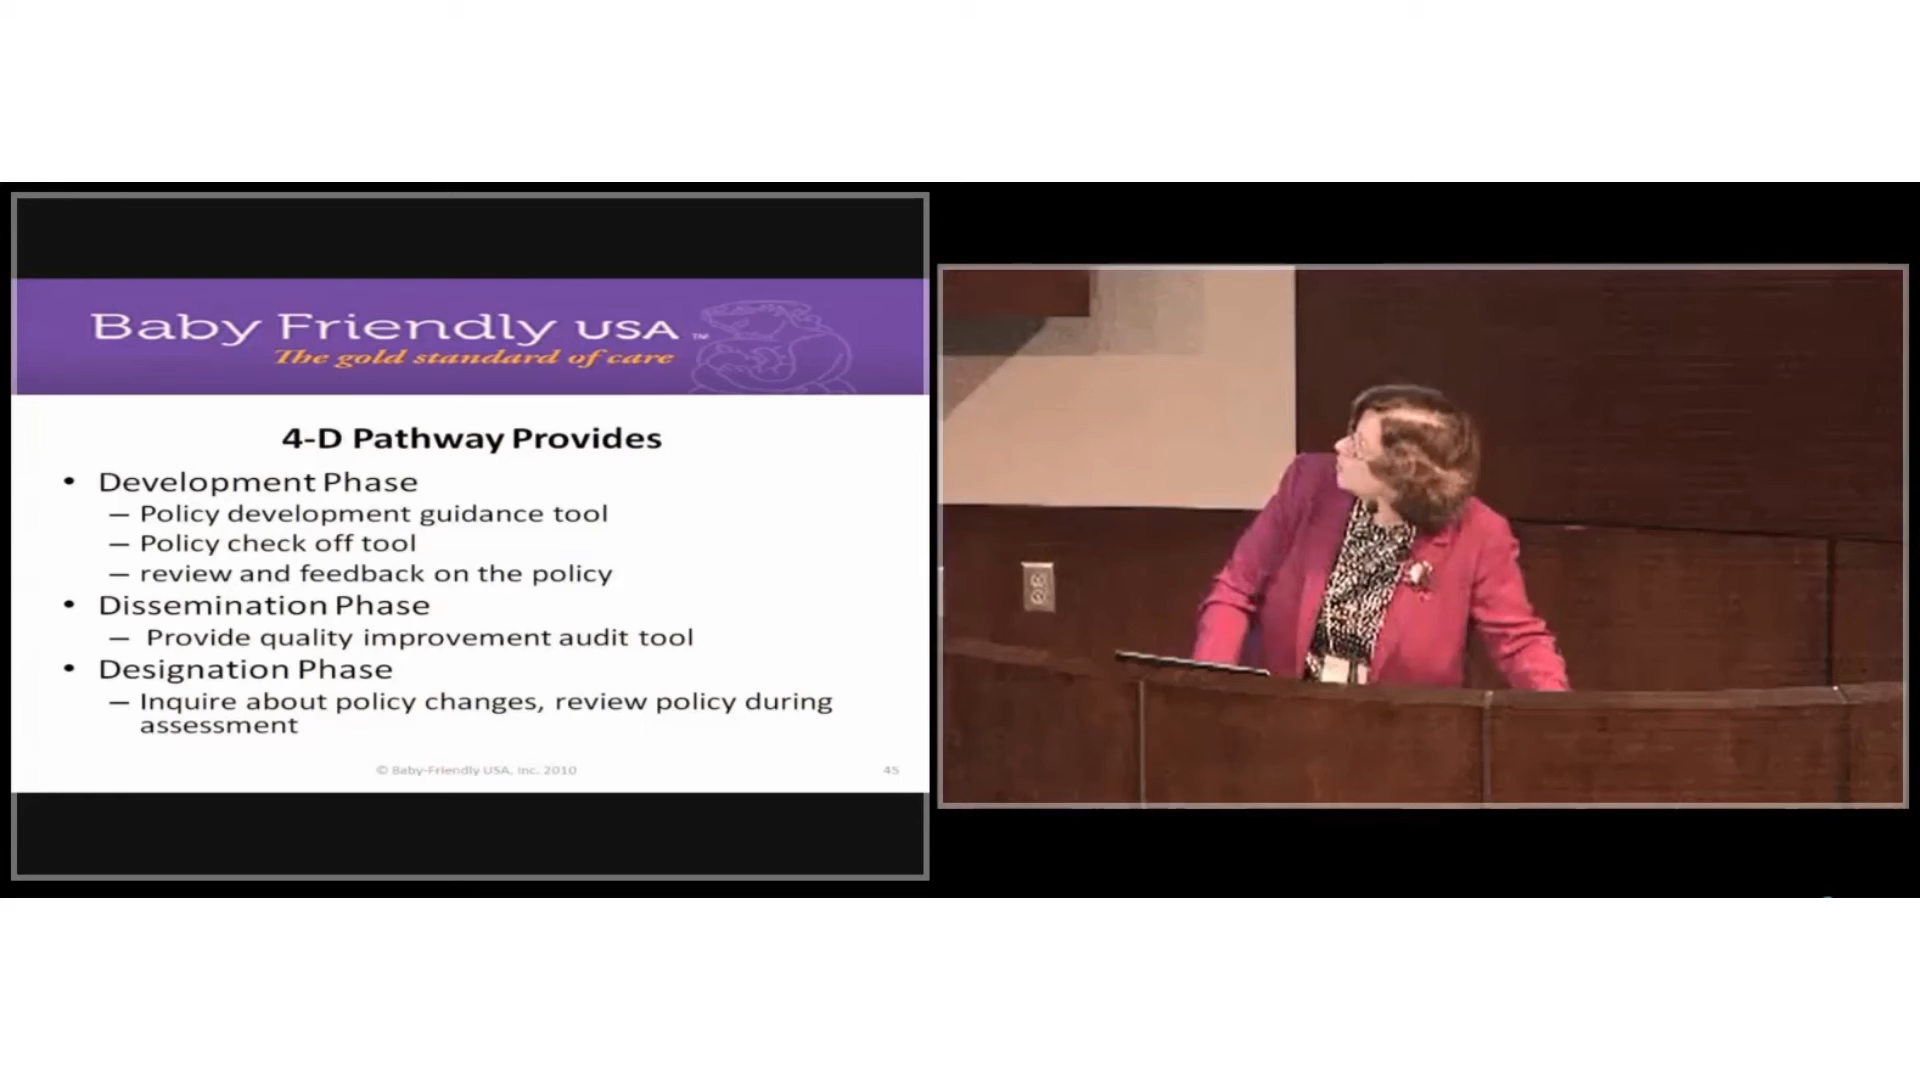 Baby Friendly USA ™
The gold standard of care
4-D Pathway Provides
• Development Phase
– Policy development guidance tool
– Policy check off tool
– review and feedback on the policy
• Dissemination Phase
– Provide quality improvement audit tool
• Designation Phase
– Inquire about policy changes, review policy during
assessment
© Baby-Friendly USA, Inc. 2010
45